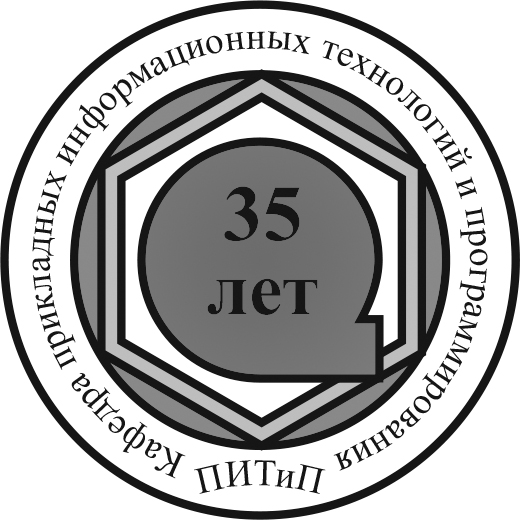 Кафедра прикладных информационных технологий и программирования
ПИТиП
35
лет